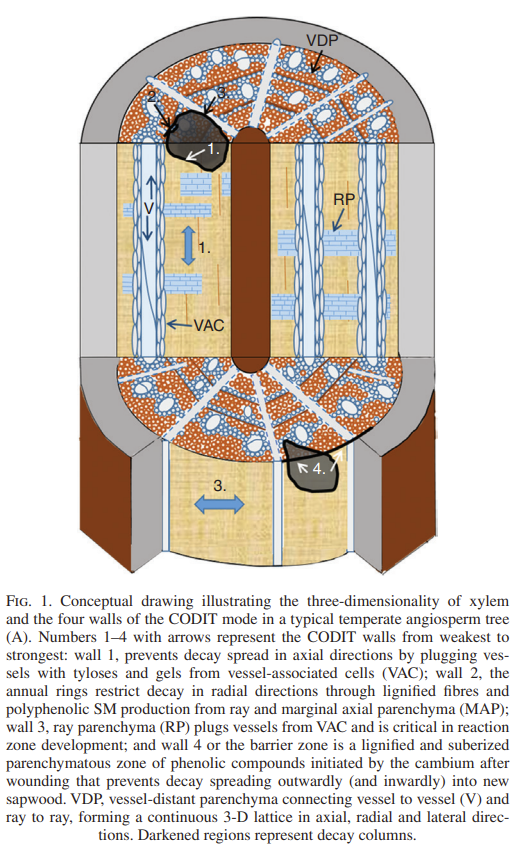 VDP
2
3
1.
V
RP
1.
VAC
4.
3.
FIG. 1. Conceptual drawing illustrating the three-dimensionality of xylem
and the four walls of the CODIT mode in a typical temperate angiosperm tree
(A). Numbers 1–4 with arrows represent the CODIT walls from weakest to
strongest: wall 1, prevents decay spread in axial directions by plugging ves-
sels with tyloses and gels from vessel-associated cells (VAC); wall 2, the
annual rings restrict decay in radial directions through lignified fibres and
polyphenolic SM production from ray and marginal axial parenchyma (MAP);
wall 3, ray parenchyma (RP) plugs vessels from VAC and is critical in reaction
zone development; and wall 4 or the barrier zone is a lignified and suberized
parenchymatous zone of phenolic compounds initiated by the cambium after
wounding that prevents decay spreading outwardly (and inwardly) into new
sapwood. VDP, vessel-distant parenchyma connecting vessel to vessel (V) and
ray to ray, forming a continuous 3-D lattice in axial, radial and lateral direc-
tions. Darkened regions represent decay columns.